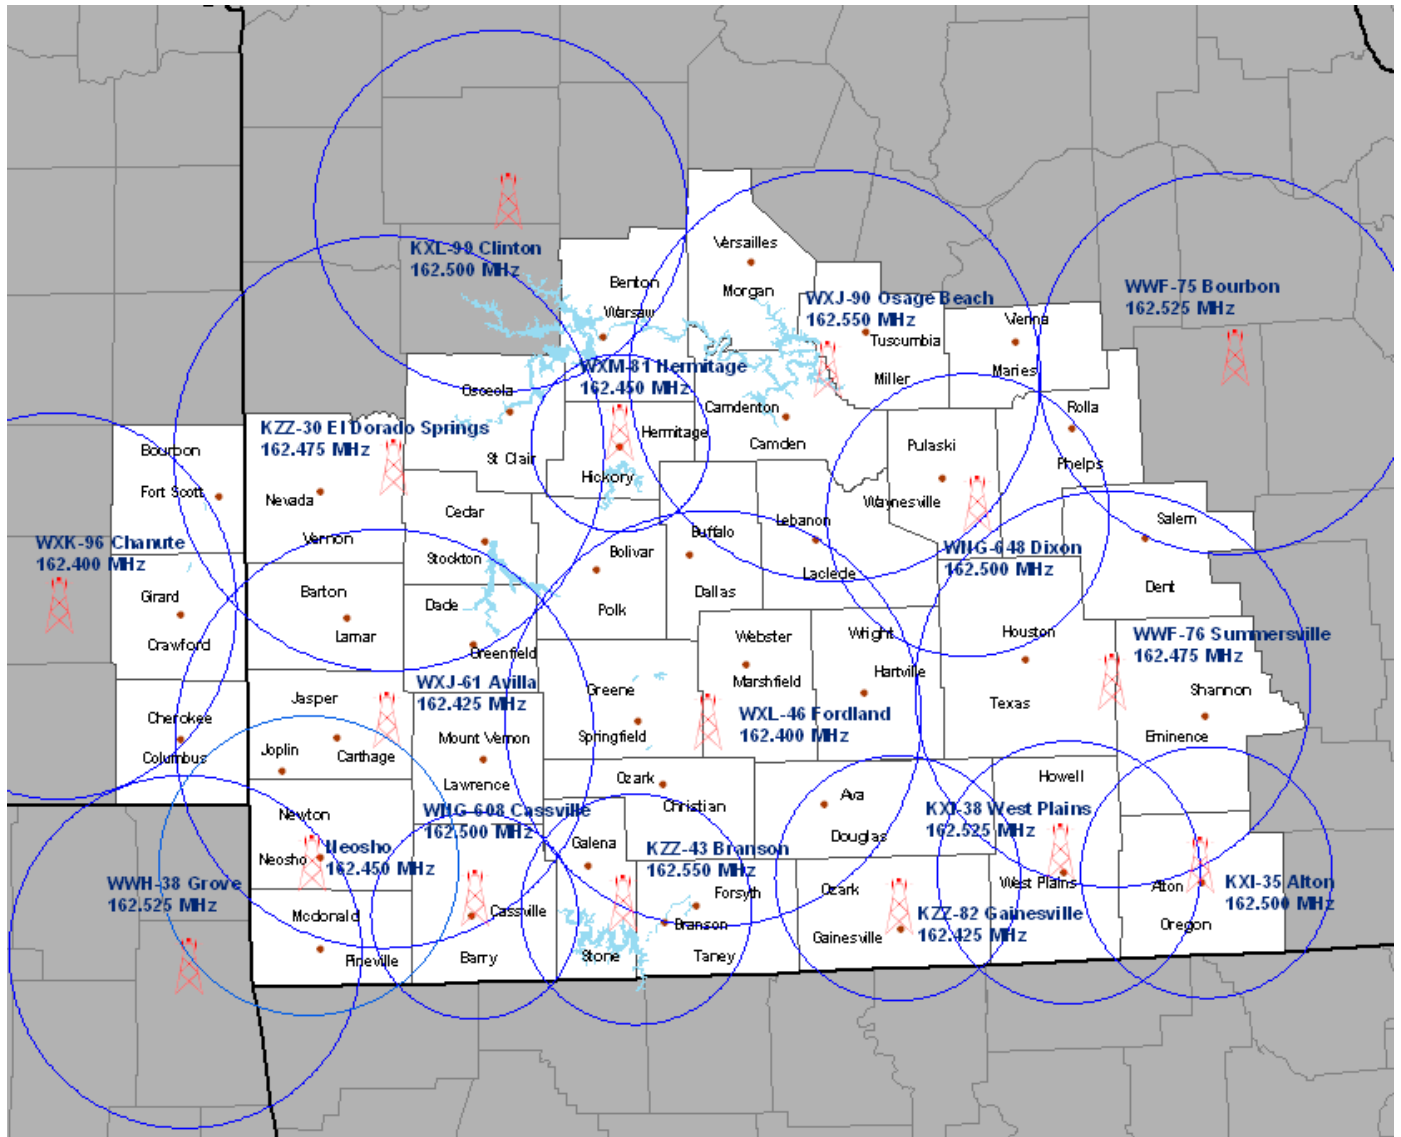 Versailles
KXL-99 Clinton
162.500 MHz
Benton
Morgan
WWF-75 Bourbon
162.525 MHz
WXJ-90 Osage Beach
162.550 MHz
Warsaw
Vienna
Tuscumbia
Maries
Miller
WXM-81 Hermitage
162.450 MHz
Osceola
Camdenton
Rolla
KZZ-30 El Dorado Springs
162.475 MHz
Hermitage
Camden
Pulaski
Bourbon
St Clair
Phelps
Hickory
Fort Scott
Nevada
Waynesville
Cedar
Lebanon
Salem
Buffalo
Vernon
WXK-96 Chanute
162.400 MHz
Stockton
Bolivar
WNG-648 Dixon
162.500 MHz
Laclede
Girard
Barton
Dallas
Dent
Dade
Polk
Lamar
Webster
Wright
Houston
WWF-76 Summersville
162.475 MHz
Crawford
Greenfield
Hartville
WXJ-61 Avilla
162.425 MHz
Marshfield
Greene
Shannon
Jasper
Texas
Cherokee
WXL-46 Fordland
162.400 MHz
Mount Vernon
Springfield
Eminence
Joplin
Carthage
Columbus
Ozark
Howell
Lawrence
Ava
Christian
WNG-608 Cassville
162.500 MHz
KXI-38 West Plains
162.525 MHz
Newton
Douglas
Galena
Neosho
162.450 MHz
KZZ-43 Branson
162.550 MHz
Neosho
WWH-38 Grove
162.525 MHz
West Plains
Alton
KXI-35 Alton
162.500 MHz
Forsyth
Ozark
Mcdonald
Cassville
KZZ-82 Gainesville
162.425 MHz
Branson
Oregon
Gainesville
Pineville
Barry
Stone
Taney